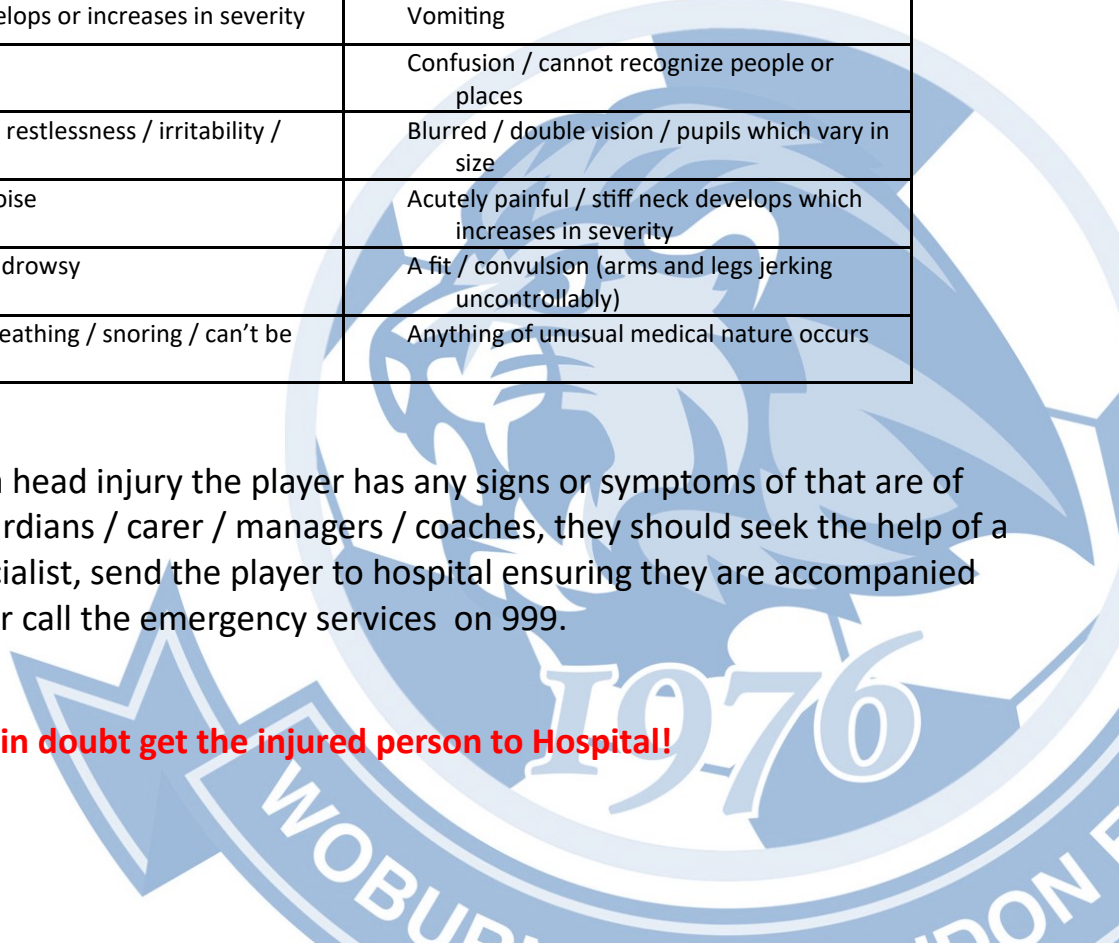 elops or increases in severity Vomiting
Confusion / cannot recognize people or
places
restlessness / irritability / Blurred / double vision / pupils which vary in
size
oise Acutely painful / stiff neck develops which
increases in severity
drowsy A fit / convulsion (arms and legs jerking
uncontrollably)
eathing / snoring / can't be Anything of unusual medical nature occurs
head injury the player has any signs or symptoms of that are of
rdians / carer / managers / coaches, they should seek the help of a
cialist, send the player to hospital ensuring they are accompanied
r call the emergency services on 999.
in doubt get the injured person to Hospital!
1976
WOBUR
DON